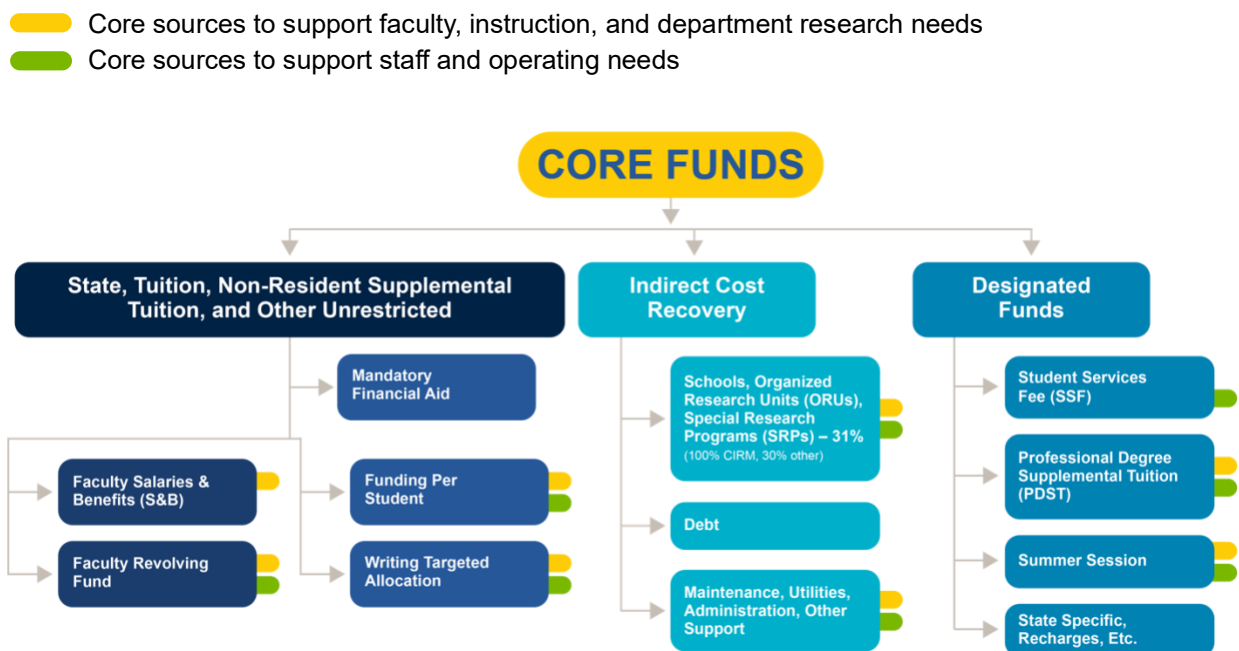 Core sources to support faculty, instruction, and department research needs
Core sources to support staff and operating needs
CORE FUNDS
State, Tuition, Non-Resident Supplemental
Tuition, and Other Unrestricted
Mandatory
Financial Aid
Faculty Salaries &
Benefits (S&B)
Funding Per
Student
Faculty Revolving
Fund
Writing Targeted
Allocation
Indirect Cost
Recovery
Schools, Organized
Research Units (ORUs),
Special Research
Programs (SRPs) – 31%
(100% CIRM, 30% other)
Debt
Maintenance, Utilities,
Administration, Other
Support
Designated
Funds
Student Services
Fee (SSF)
Professional Degree
Supplemental Tuition
(PDST)
Summer Session
State Specific,
Recharges, Etc.